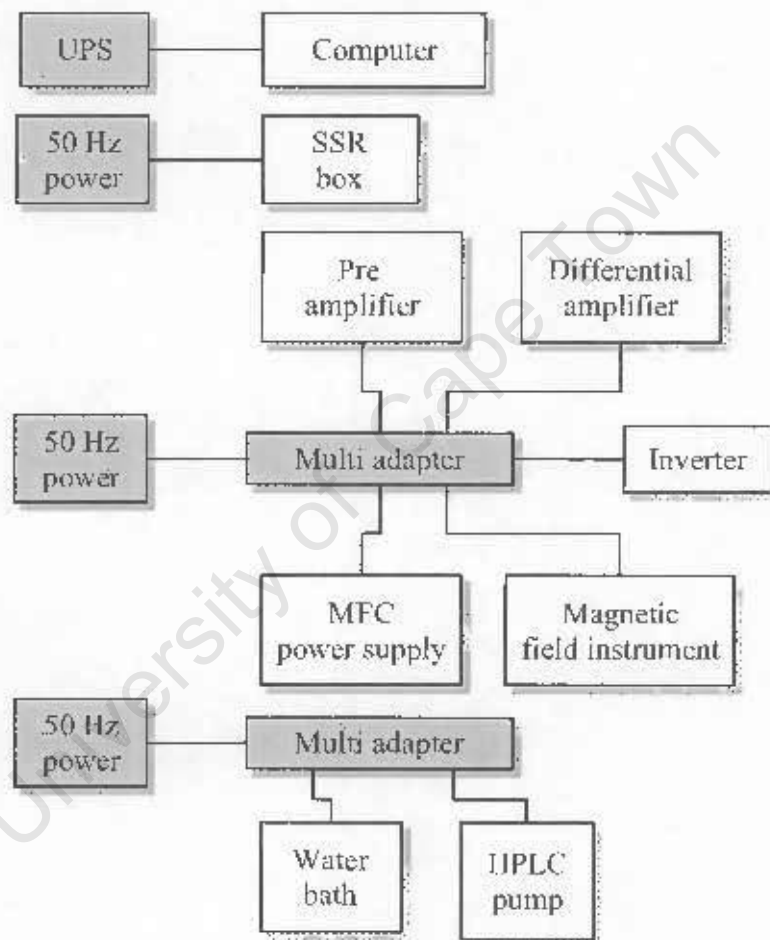 UPS
Computer
50 Hz
power
SSR
box
Pre
amplifier
Differential
amplifier
50 Hz
power
Multi adapter
Inverter
MFC
power supply
Magnetic
field instrument
50 Hz
power
Multi adapter
Water
bath
HPLC
pump
University of Cape Town